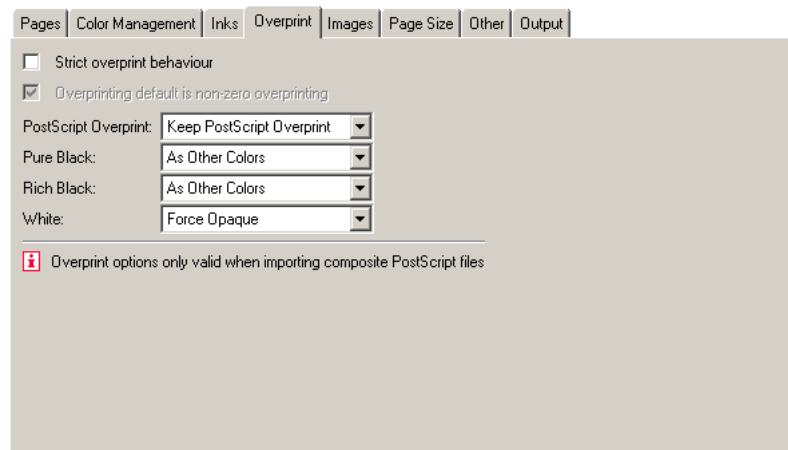 Pages Color Management Inks Overprint Images Page Size Other Output
Strict overprint behaviour
Overprinting default is non-zero overprinting
PostScript Overprint: Keep PostScript Overprint
Pure Black: As Other Colors
Rich Black: As Other Colors
White: Force Opaque
Overprint options only valid when importing composite PostScript files